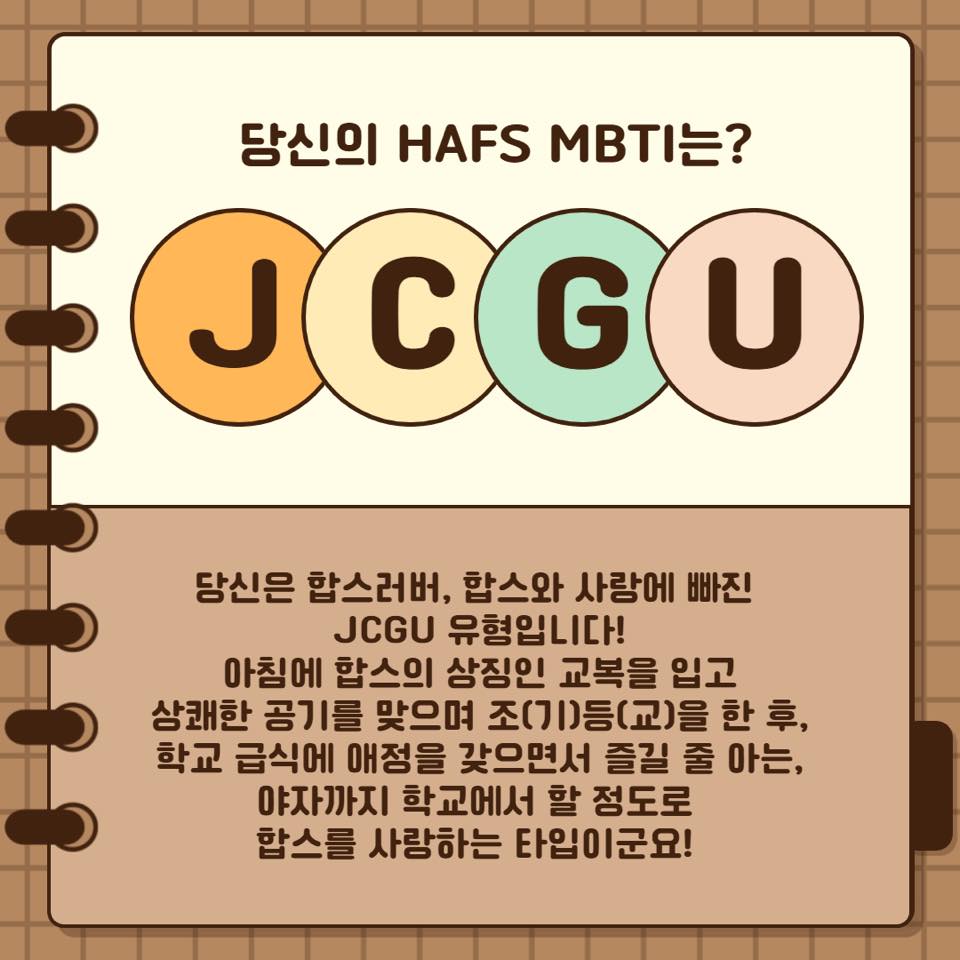 당신의 HAFS MBTI는?
J C G U
당신은 합스러버, 합스와 사랑에 빠진
JCGU 유형입니다!
아침에 합스의 상징인 교복을 입고
상쾌한 공기를 맞으며 조(기)등(교)을 한 후,
학교 급식에 애정을 갖으면서 즐길 줄 아는,
야자까지 학교에서 할 정도로
합스를 사랑하는 타입이군요!